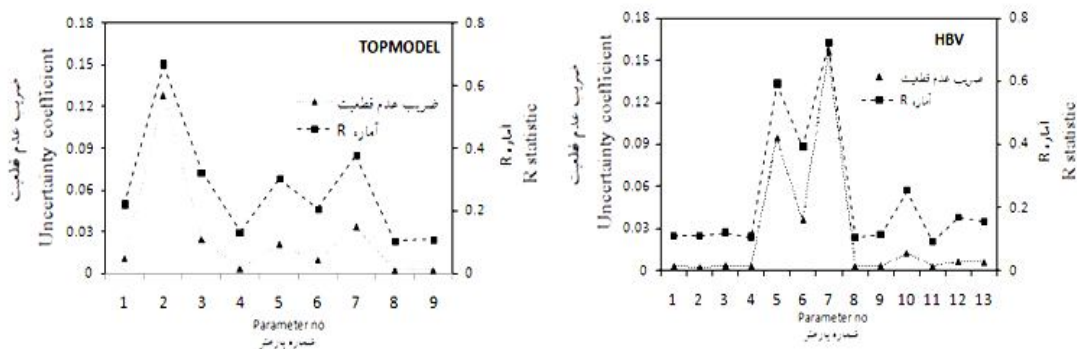 TOPMODEL
ضریب عدم قطعیت
Uncertainty coefficient
0.18
0.15
0.12
0.09
0.06
0.03
0
ضریب عدم قطعیت
آماره R
0.8
0.6
0.4
0.2
0
آماره R
R statistic
1 2 3 4 5 6 7 8 9
Parameter no
شماره پارمتر
HBV
ضریب عدم قطعیت
Uncertainty coefficient
0.18
0.15
0.12
0.09
0.06
0.03
0
ضریب عدم قطعیت
آماره R
0.8
0.6
0.4
0.2
0
آماره R
R statistic
1 2 3 4 5 6 7 8 9 10 11 12 13
Parameter no
شماره پارمتر